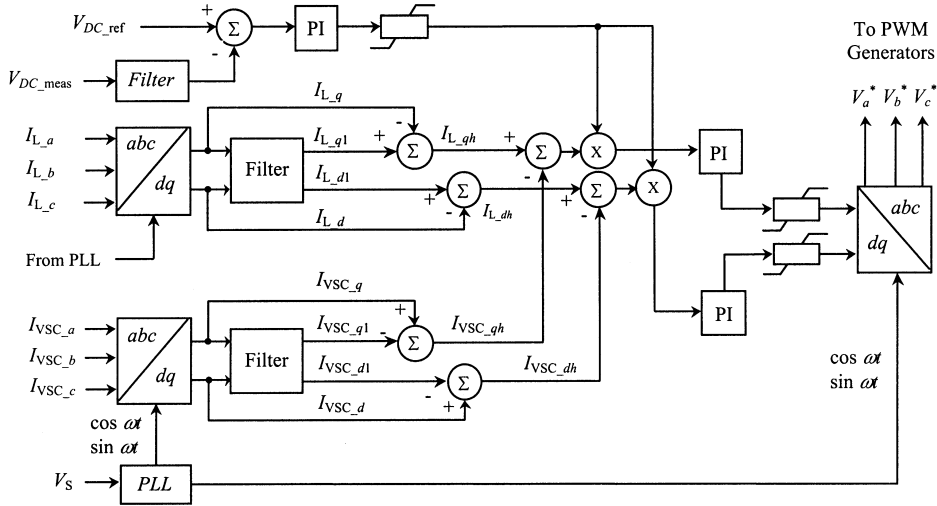 V_DC_ref
+
Σ
-
PI
V_DC_meas
Filter
To PWM
Generators
V_a* V_b* V_c*
I_L_q
I_L_a
I_L_b
I_L_c
abc
dq
Filter
I_L_q1
+
-
Σ
I_L_qh
+
Σ
-
X
PI
I_L_d1
+
Σ
-
I_L_dh
+
Σ
-
X
I_L_d
From PLL
abc
dq
PI
I_VSC_q
I_VSC_a
I_VSC_b
I_VSC_c
abc
dq
Filter
I_VSC_q1
+
-
Σ
I_VSC_qh
I_VSC_d1
Σ
-
+
I_VSC_dh
I_VSC_d
cos ωt
sin ωt
cos ωt
sin ωt
V_S
PLL